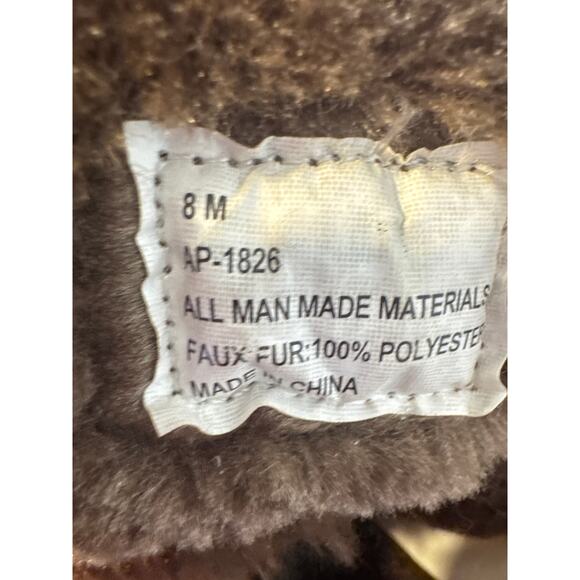 8 M
AP-1826
ALL MAN MADE MATERIALS
FAUX FUR:100% POLYESTER
MADE IN CHINA